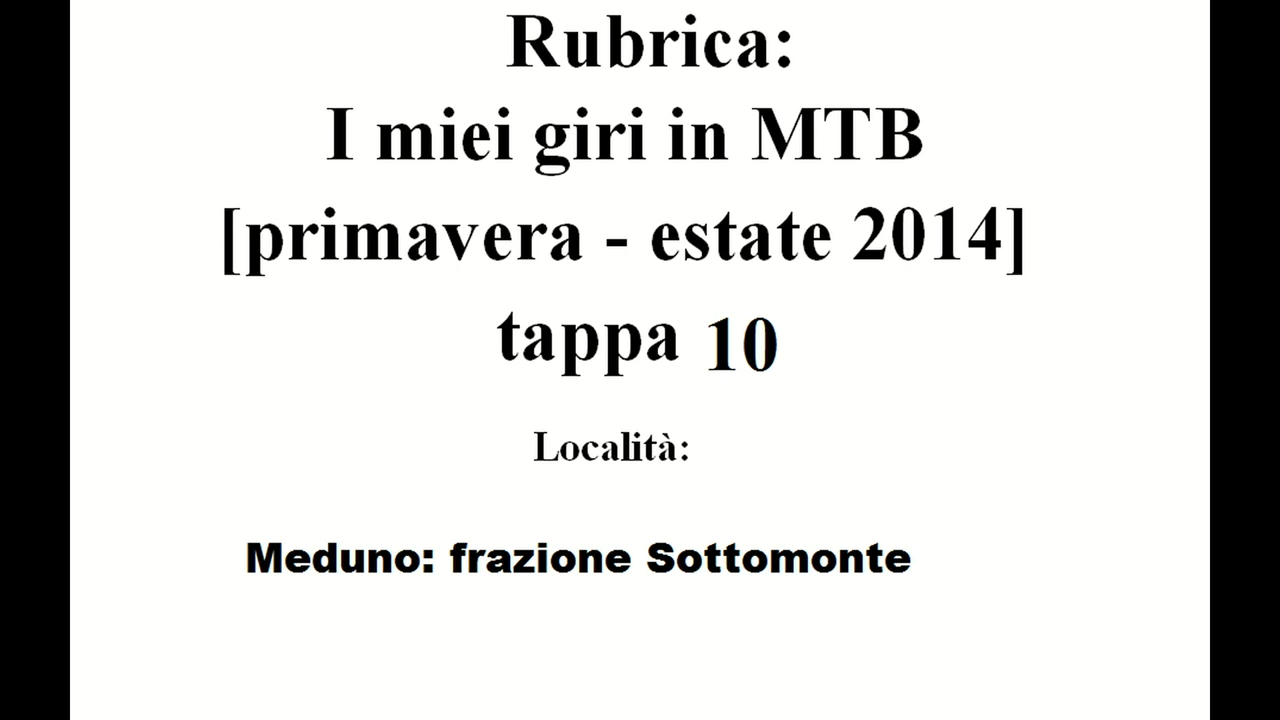 Rubrica:
I miei giri in MTB
[primavera - estate 2014]
tappa 10
Località:
Meduno: frazione Sottomonte